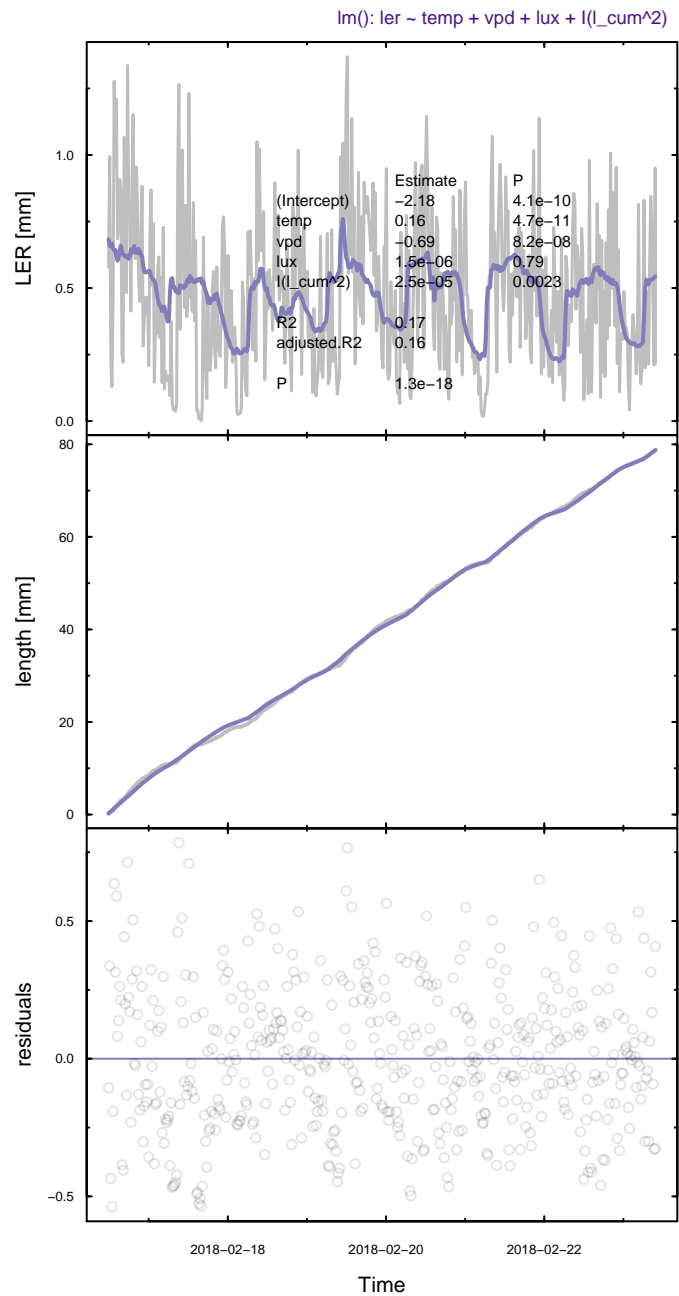 lm(): ler ~ temp + vpd + lux + I(l_cum^2)
LER [mm]
1.0
0.5
0.0
Estimate P
(Intercept) −2.18 4.1e−10
temp 0.16 4.7e−11
vpd −0.69 8.2e−08
lux 1.5e−06 0.79
I(l_cum^2) 2.5e−05 0.0023
R2 0.17
adjusted.R2 0.16
P 1.3e−18
length [mm]
80
60
40
20
0
residuals
0.5
0.0
−0.5
2018−02−18 2018−02−20 2018−02−22
Time